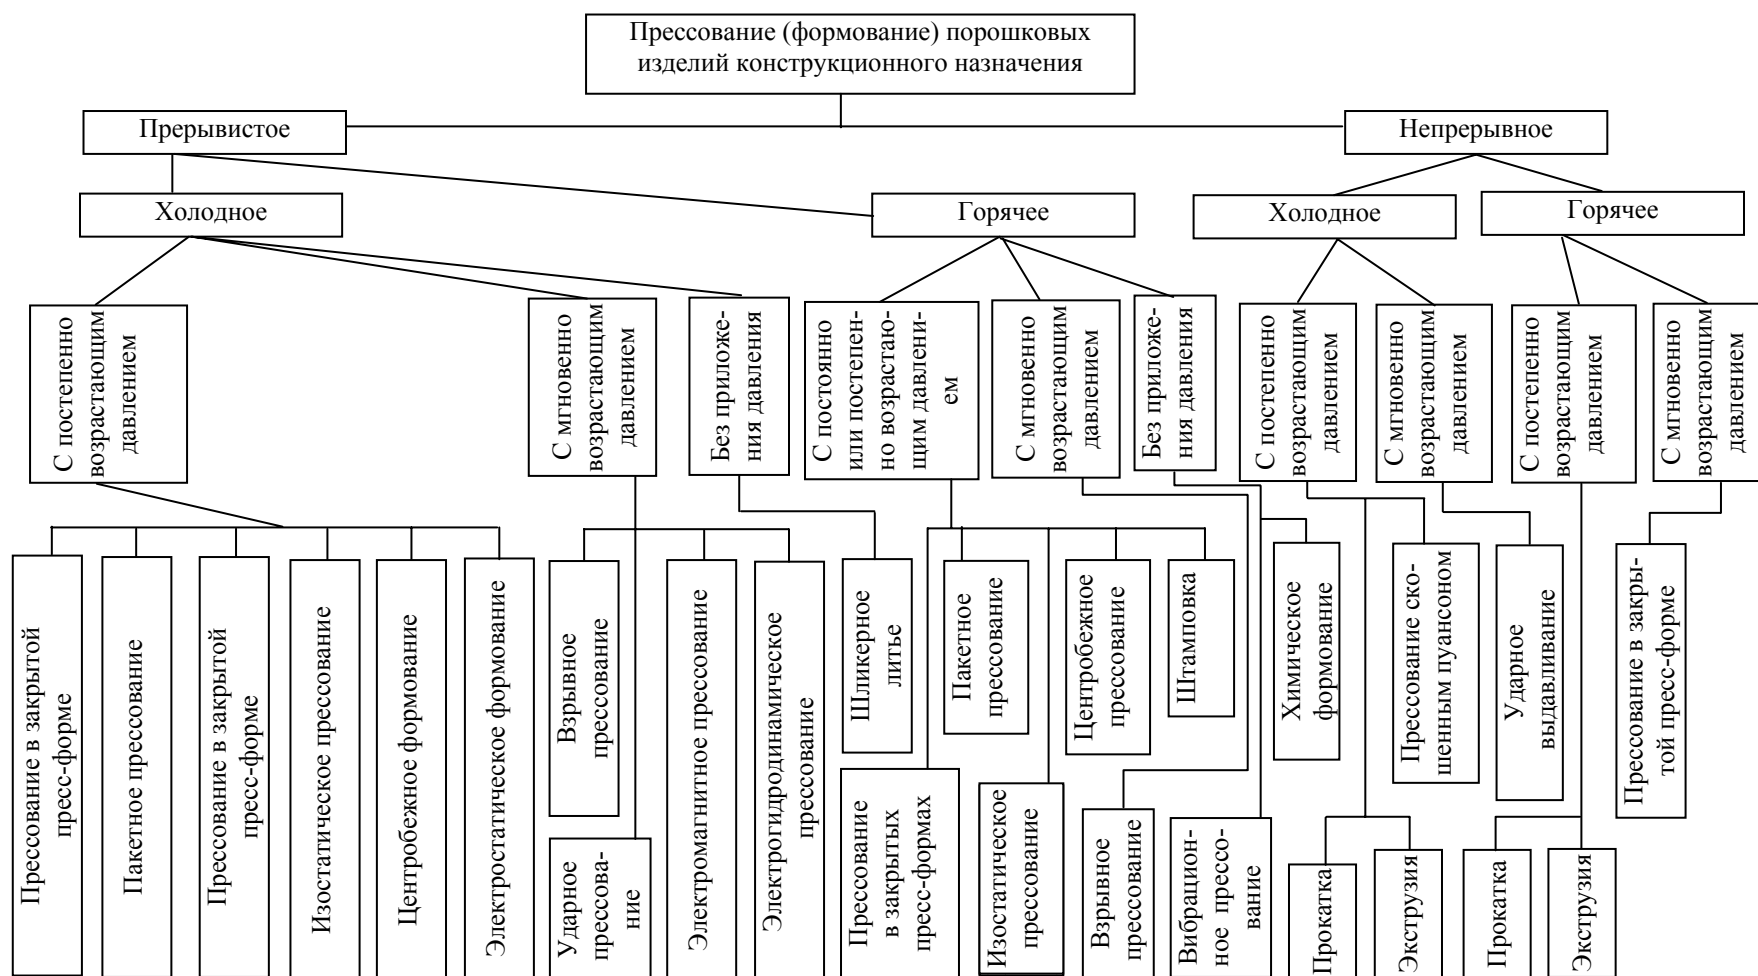 Прессование (формование) порошковых
изделий конструкционного назначения
Прерывистое
Непрерывное
Холодное
Горячее
Холодное
Горячее
С постепенно
возрастающим
давлением
С мгновенно
возрастающим
давлением
Без приложе-
ния давления
С постоянно
или постепен-
но возрастаю-
щим давлени-
ем
С мгновенно
возрастающим
давлением
Без приложе-
ния давления
С постепенно
возрастающим
давлением
С мгновенно
возрастающим
давлением
С постепенно
возрастающим
давлением
С мгновенно
возрастающим
давлением
Прессование в закрытой
пресс-форме
Пакетное прессование
Прессование в закрытой
пресс-форме
Изостатическое прессование
Центробежное формование
Электростатическое формование
Взрывное
прессование
Ударное
прессова-
ние
Электромагнитное прессование
Электрогидродинамическое
прессование
Шликерное
литье
Прессование
в закрытых
пресс-формах
Пакетное
прессование
Изостатическое
прессование
Центробежное
прессование
Взрывное
прессование
Штамповка
Вибрацион-
ное прессо-
вание
Химическое
формование
Прокатка
Экструзия
Прессование ско-
шенным пуансоном
Прокатка
Ударное
выдавливание
Экструзия
Прессование в закры-
той пресс-форме